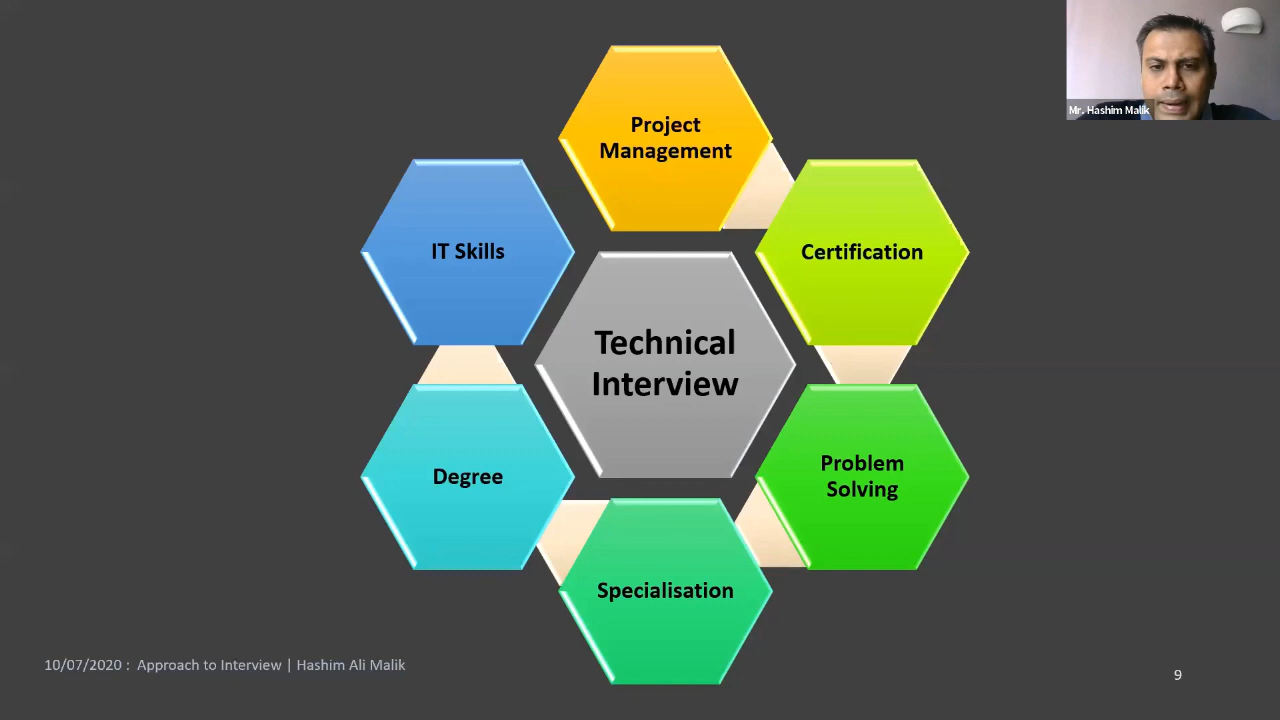 Mr. Hashim Malik
Project
Management
IT Skills
Certification
Technical
Interview
Degree
Problem
Solving
Specialisation
10/07/2020 : Approach to Interview | Hashim Ali Malik
9